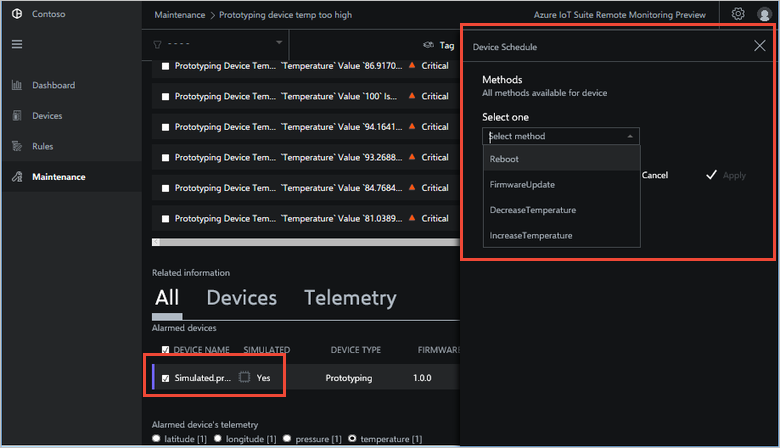 Contoso
Maintenance > Prototyping device temp too high
Azure IoT Suite Remote Monitoring Preview
Dashboard
Devices
Rules
Maintenance
- - - -
Tag
Prototyping Device Tem... `Temperature` Value `86.9170... Critical
Prototyping Device Tem... `Temperature` Value `100` Is... Critical
Prototyping Device Tem... `Temperature` Value `94.1641... Critical
Prototyping Device Tem... `Temperature` Value `93.2688... Critical
Prototyping Device Tem... `Temperature` Value `84.7684... Critical
Prototyping Device Tem... `Temperature` Value `81.0389... Critical
Related information
All Devices Telemetry
Alarmed devices
DEVICE NAME SIMULATED DEVICE TYPE FIRMWARE
Simulated.pr... Yes Prototyping 1.0.0
Alarmed device's telemetry
latitude [1] longitude [1] pressure [1] temperature [1]
Device Schedule
Methods
All methods available for device
Select one
Select method
Reboot
FirmwareUpdate
DecreaseTemperature
IncreaseTemperature
Cancel
Apply